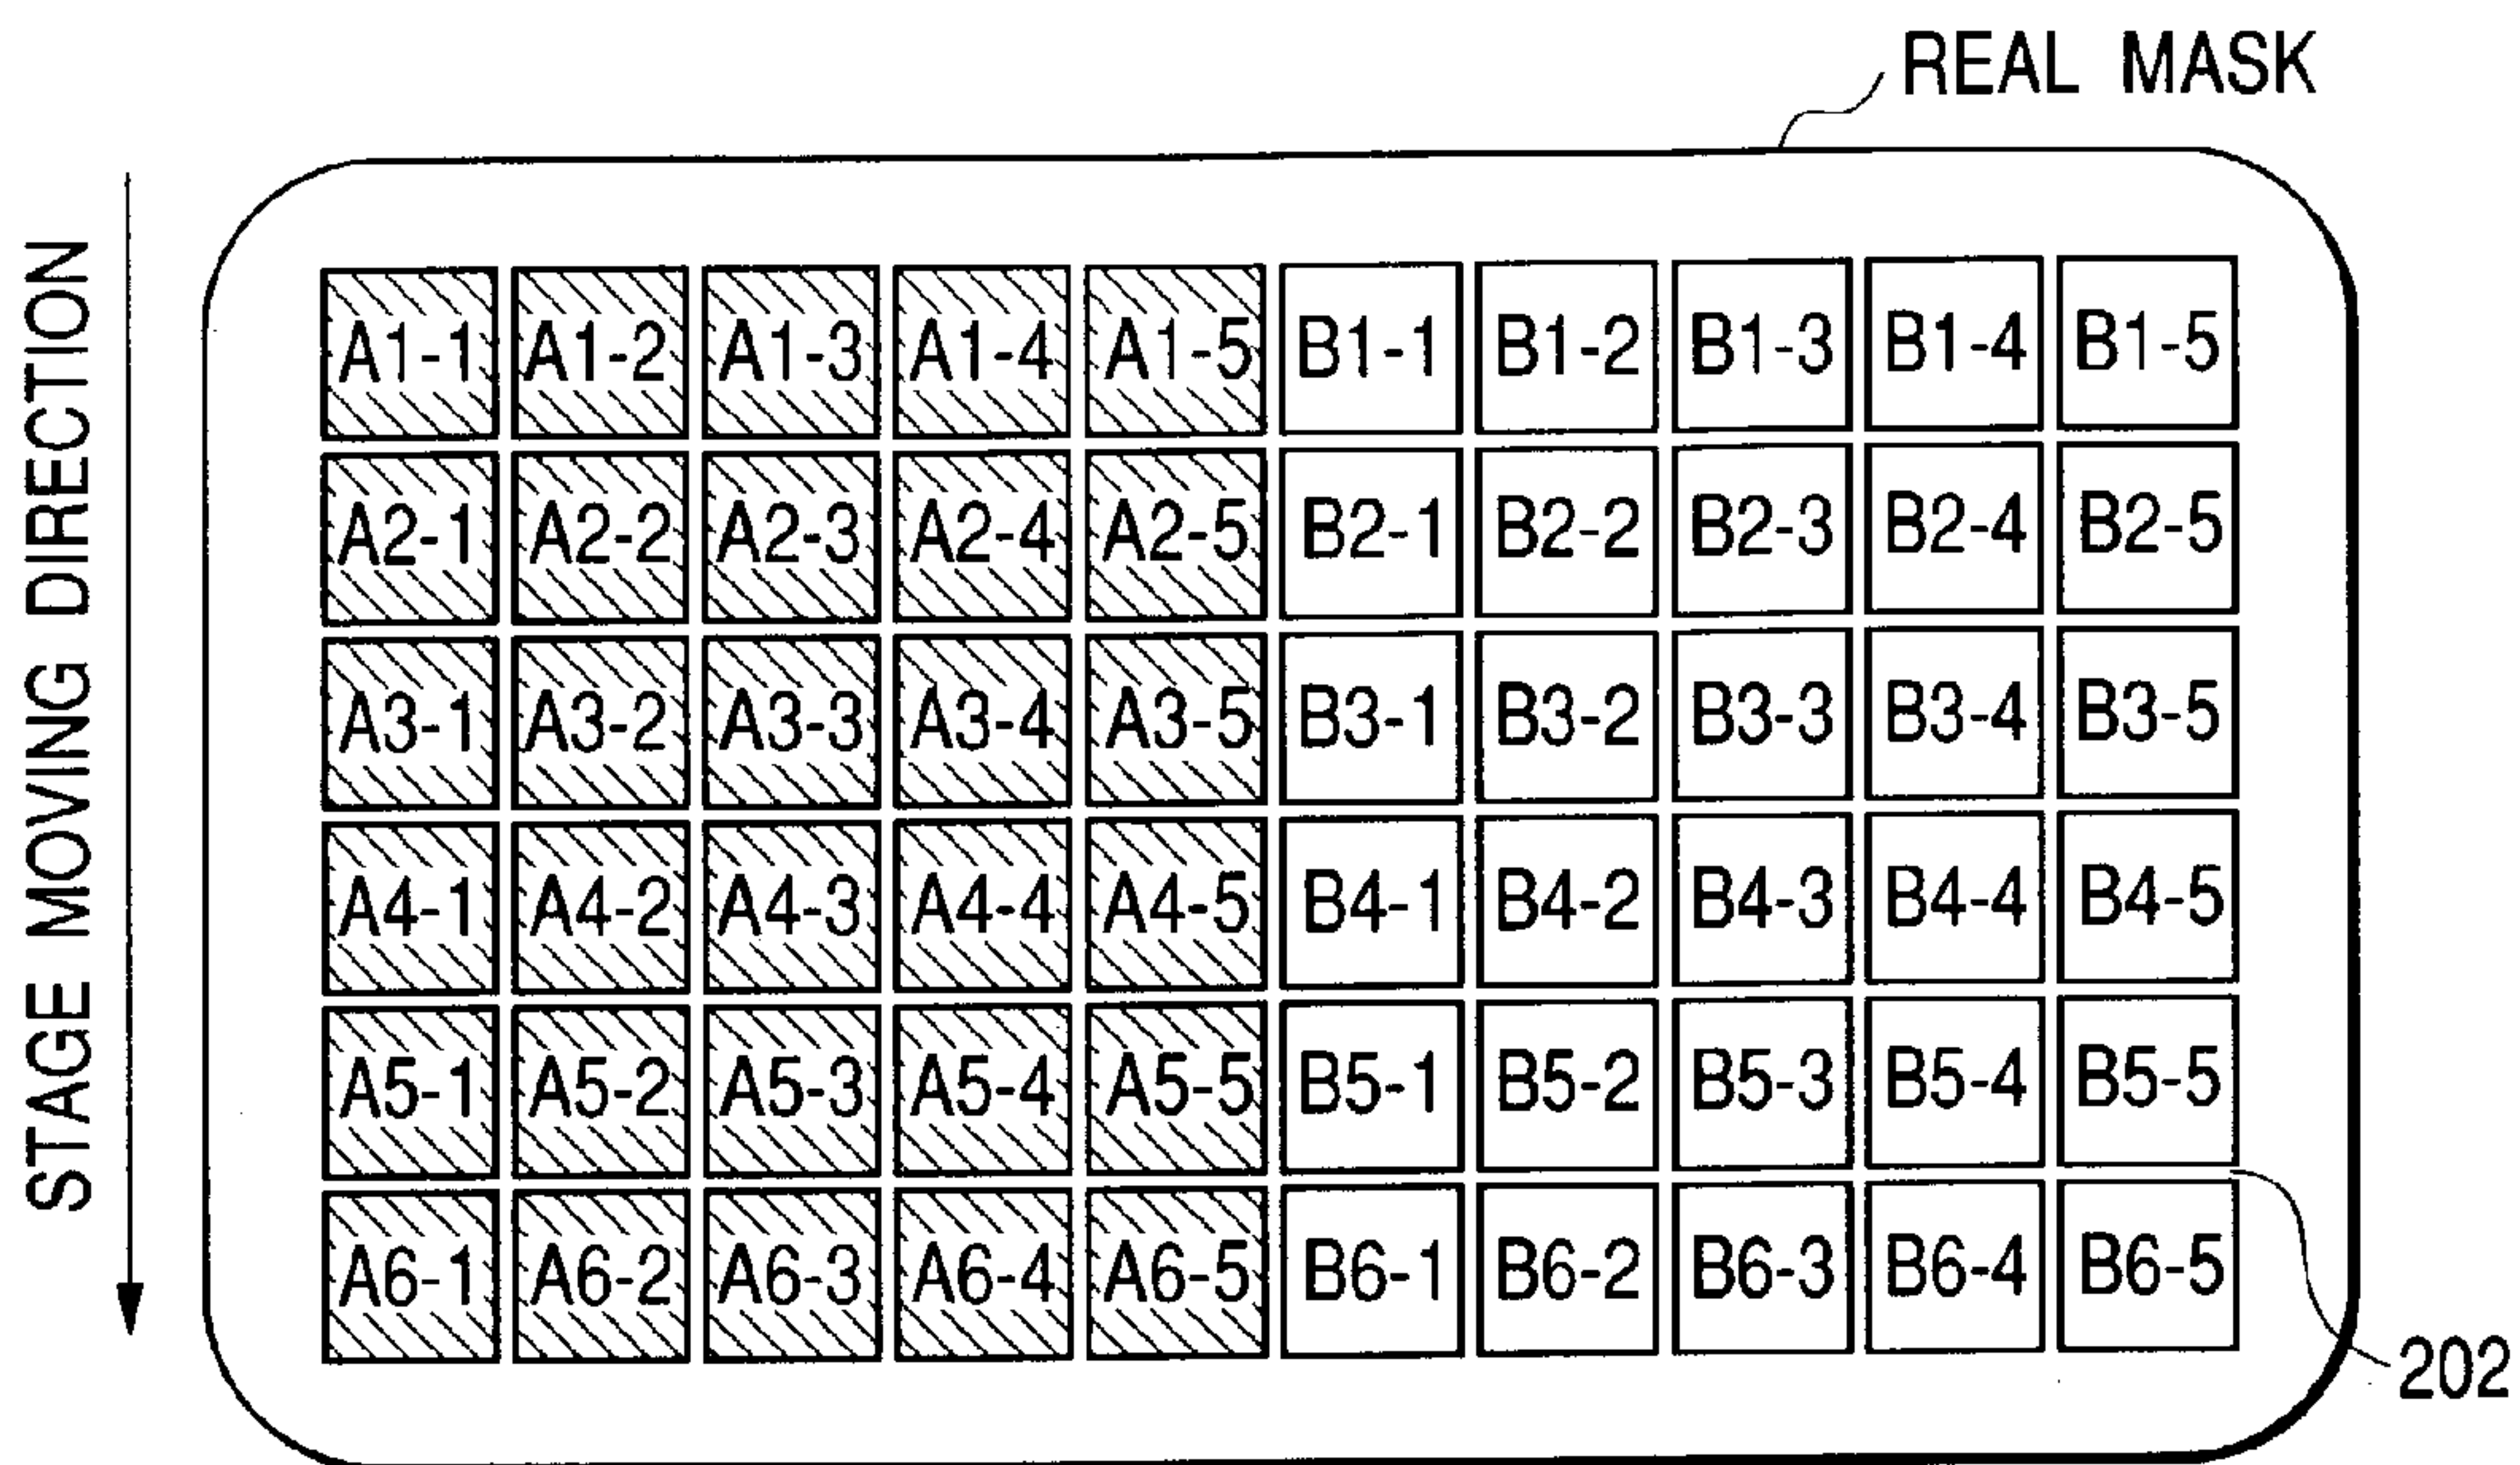 REAL MASK
STAGE MOVING DIRECTION
A1-1 A1-2 A1-3 A1-4 A1-5 B1-1 B1-2 B1-3 B1-4 B1-5
A2-1 A2-2 A2-3 A2-4 A2-5 B2-1 B2-2 B2-3 B2-4 B2-5
A3-1 A3-2 A3-3 A3-4 A3-5 B3-1 B3-2 B3-3 B3-4 B3-5
A4-1 A4-2 A4-3 A4-4 A4-5 B4-1 B4-2 B4-3 B4-4 B4-5
A5-1 A5-2 A5-3 A5-4 A5-5 B5-1 B5-2 B5-3 B5-4 B5-5
A6-1 A6-2 A6-3 A6-4 A6-5 B6-1 B6-2 B6-3 B6-4 B6-5
202